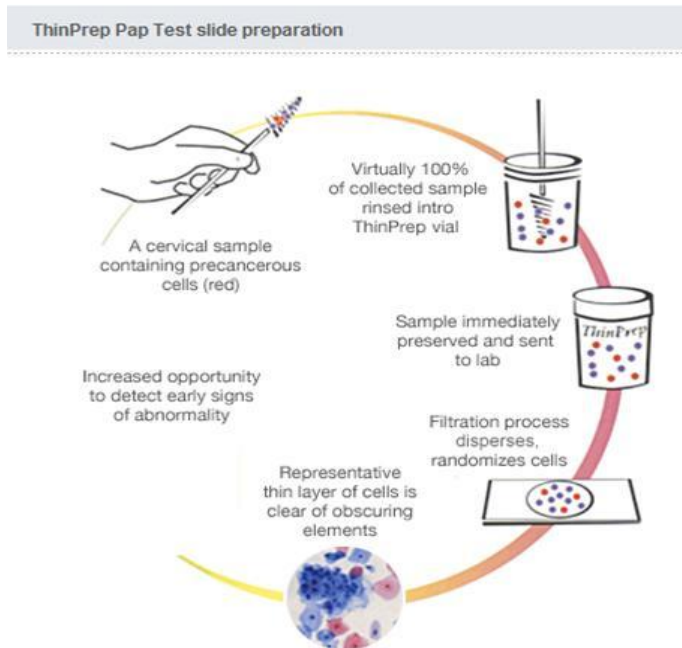 ThinPrep Pap Test slide preparation
Virtually 100%
of collected sample
rinsed intro
ThinPrep vial
A cervical sample
containing precancerous
cells (red)
Sample immediately
preserved and sent
to lab
ThinPrep
Increased opportunity
to detect early signs
of abnormality
Filtration process
disperses,
randomizes cells
Representative
thin layer of cells is
clear of obscuring
elements